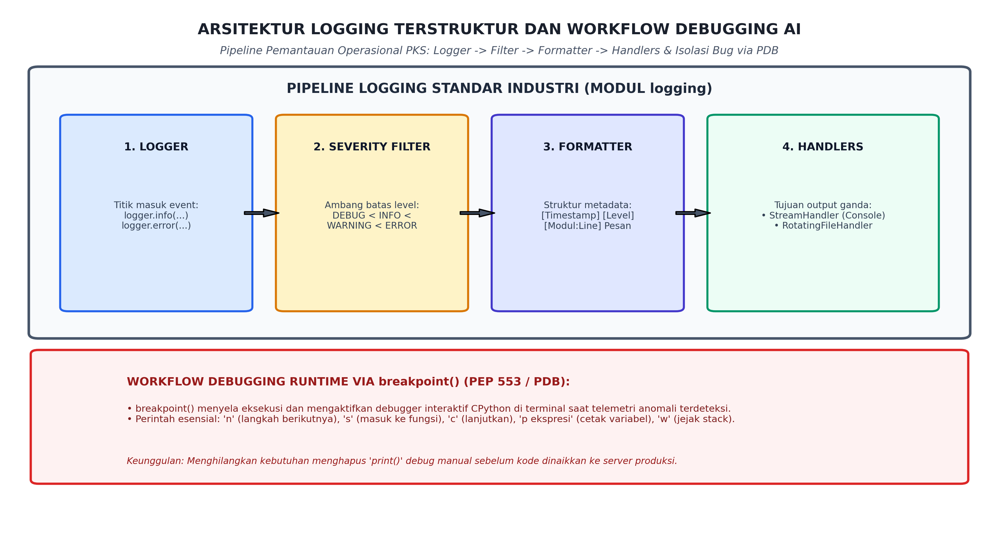 ARSITEKTUR LOGGING TERSTRUKTUR DAN WORKFLOW DEBUGGING AI
Pipeline Pemantauan Operasional PKS: Logger -> Filter -> Formatter -> Handlers & Isolasi Bug via PDB
PIPELINE LOGGING STANDAR INDUSTRI (MODUL logging)
1. LOGGER
Titik masuk event:
logger.info(...)
logger.error(...)
2. SEVERITY FILTER
Ambang batas level:
DEBUG < INFO <
WARNING < ERROR
3. FORMATTER
Struktur metadata:
[Timestamp] [Level]
[Modul:Line] Pesan
4. HANDLERS
Tujuan output ganda:
• StreamHandler (Console)
• RotatingFileHandler
WORKFLOW DEBUGGING RUNTIME VIA breakpoint() (PEP 553 / PDB):
• breakpoint() menyela eksekusi dan mengaktifkan debugger interaktif CPython di terminal saat telemetri anomali terdeteksi.
• Perintah esensial: 'n' (langkah berikutnya), 's' (masuk ke fungsi), 'c' (lanjutkan), 'p ekspresi' (cetak variabel), 'w' (jejak stack).
Keunggulan: Menghilangkan kebutuhan menghapus 'print()' debug manual sebelum kode dinaikkan ke server produksi.